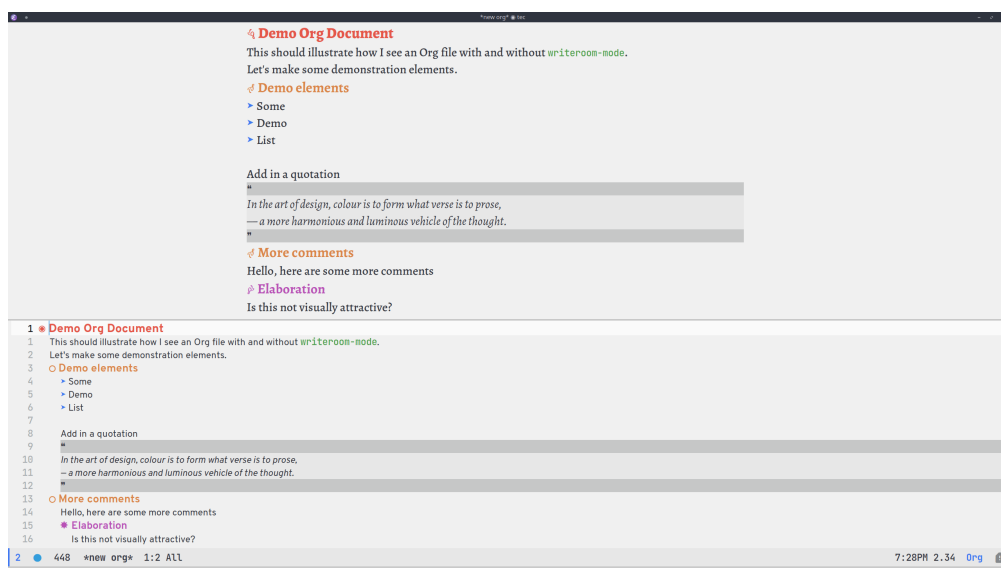 *new org* ◉ tec
Demo Org Document
This should illustrate how I see an Org file with and without writeroom-mode.
Let's make some demonstration elements.
Demo elements
➤ Some
➤ Demo
➤ List
Add in a quotation
❝
In the art of design, colour is to form what verse is to prose,
— a more harmonious and luminous vehicle of the thought.
❞
More comments
Hello, here are some more comments
Elaboration
Is this not visually attractive?
1 ◉ Demo Org Document
1 This should illustrate how I see an Org file with and without writeroom-mode.
2 Let's make some demonstration elements.
3 ○ Demo elements
4 ➤ Some
5 ➤ Demo
6 ➤ List
7
8 Add in a quotation
9 ❝
10 In the art of design, colour is to form what verse is to prose,
11 — a more harmonious and luminous vehicle of the thought.
12 ❞
13 ○ More comments
14 Hello, here are some more comments
15 ✸ Elaboration
16 Is this not visually attractive?
2 ● 448 *new org* 1:2 All 7:28PM 2.34 Org